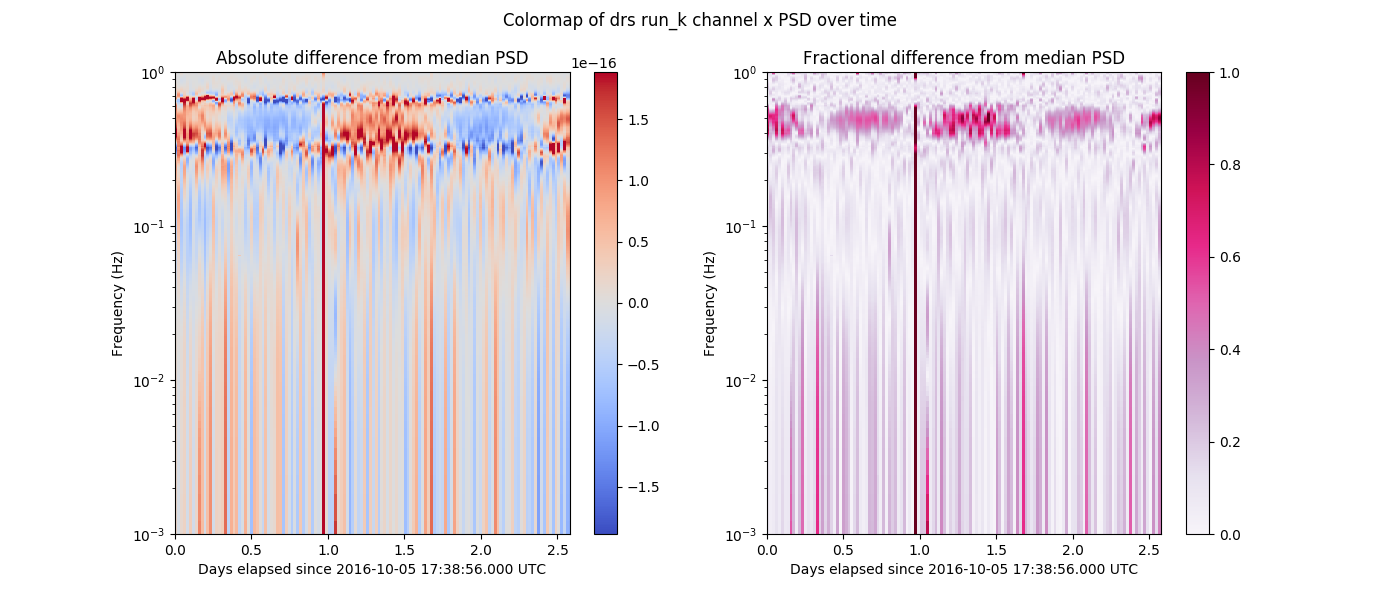 Colormap of drs run_k channel x PSD over time
Absolute difference from median PSD
1e−16
Frequency (Hz)
10⁰
10⁻¹
10⁻²
10⁻³
0.0 0.5 1.0 1.5 2.0 2.5
Days elapsed since 2016-10-05 17:38:56.000 UTC
1.5
1.0
0.5
0.0
−0.5
−1.0
−1.5
Fractional difference from median PSD
Frequency (Hz)
10⁰
10⁻¹
10⁻²
10⁻³
0.0 0.5 1.0 1.5 2.0 2.5
Days elapsed since 2016-10-05 17:38:56.000 UTC
1.0
0.8
0.6
0.4
0.2
0.0